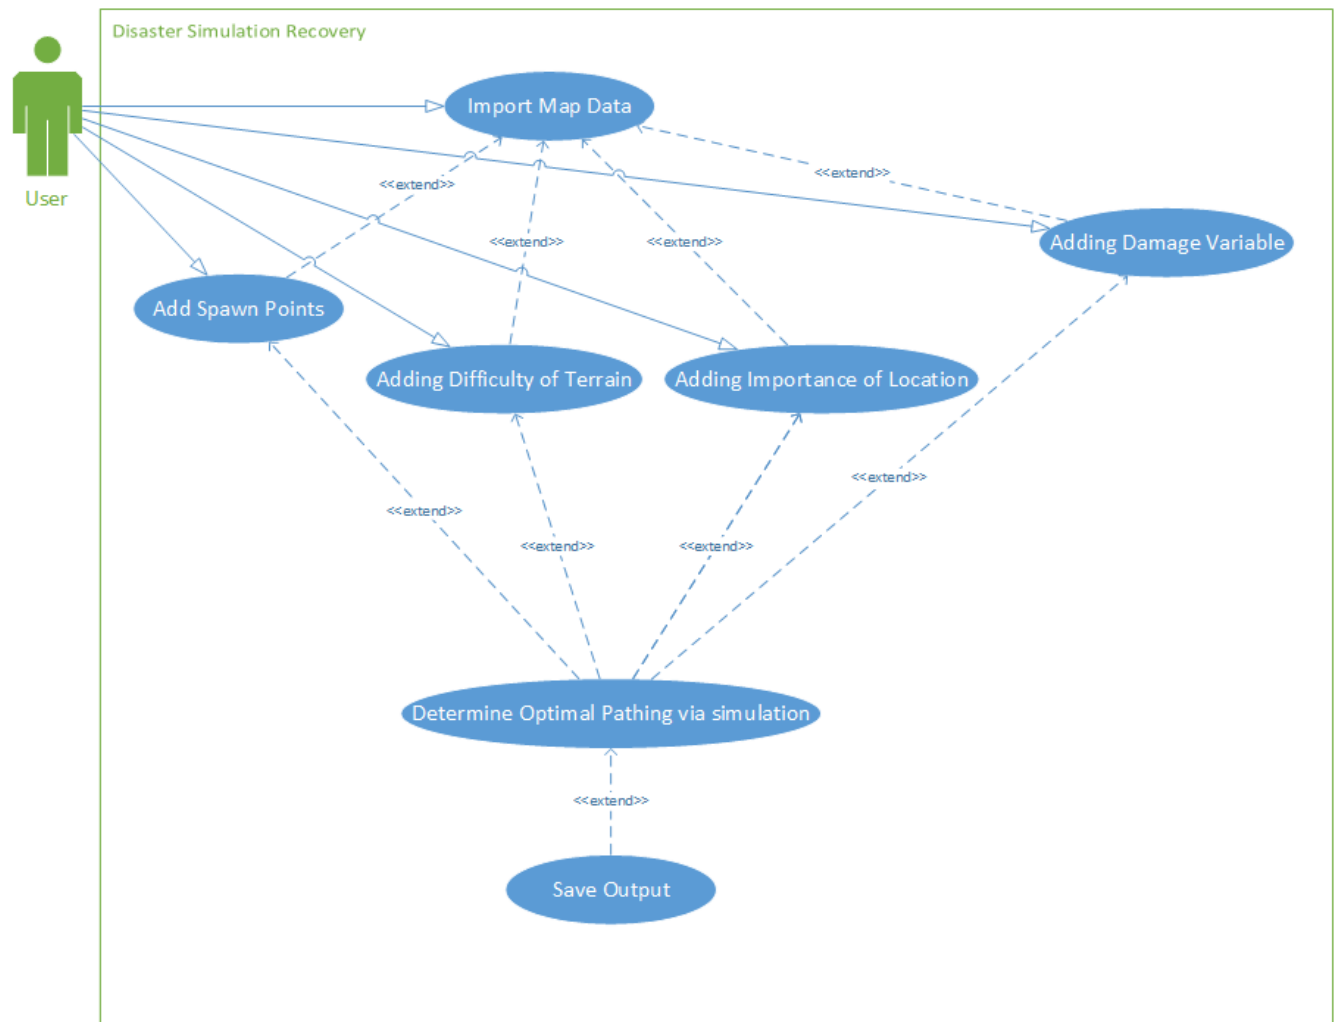 Disaster Simulation Recovery
Import Map Data
User
<<extend>>
<<extend>>
<<extend>>
<<extend>>
Adding Damage Variable
Add Spawn Points
Adding Difficulty of Terrain
Adding Importance of Location
<<extend>>
<<extend>>
<<extend>>
<<extend>>
Determine Optimal Pathing via simulation
<<extend>>
Save Output